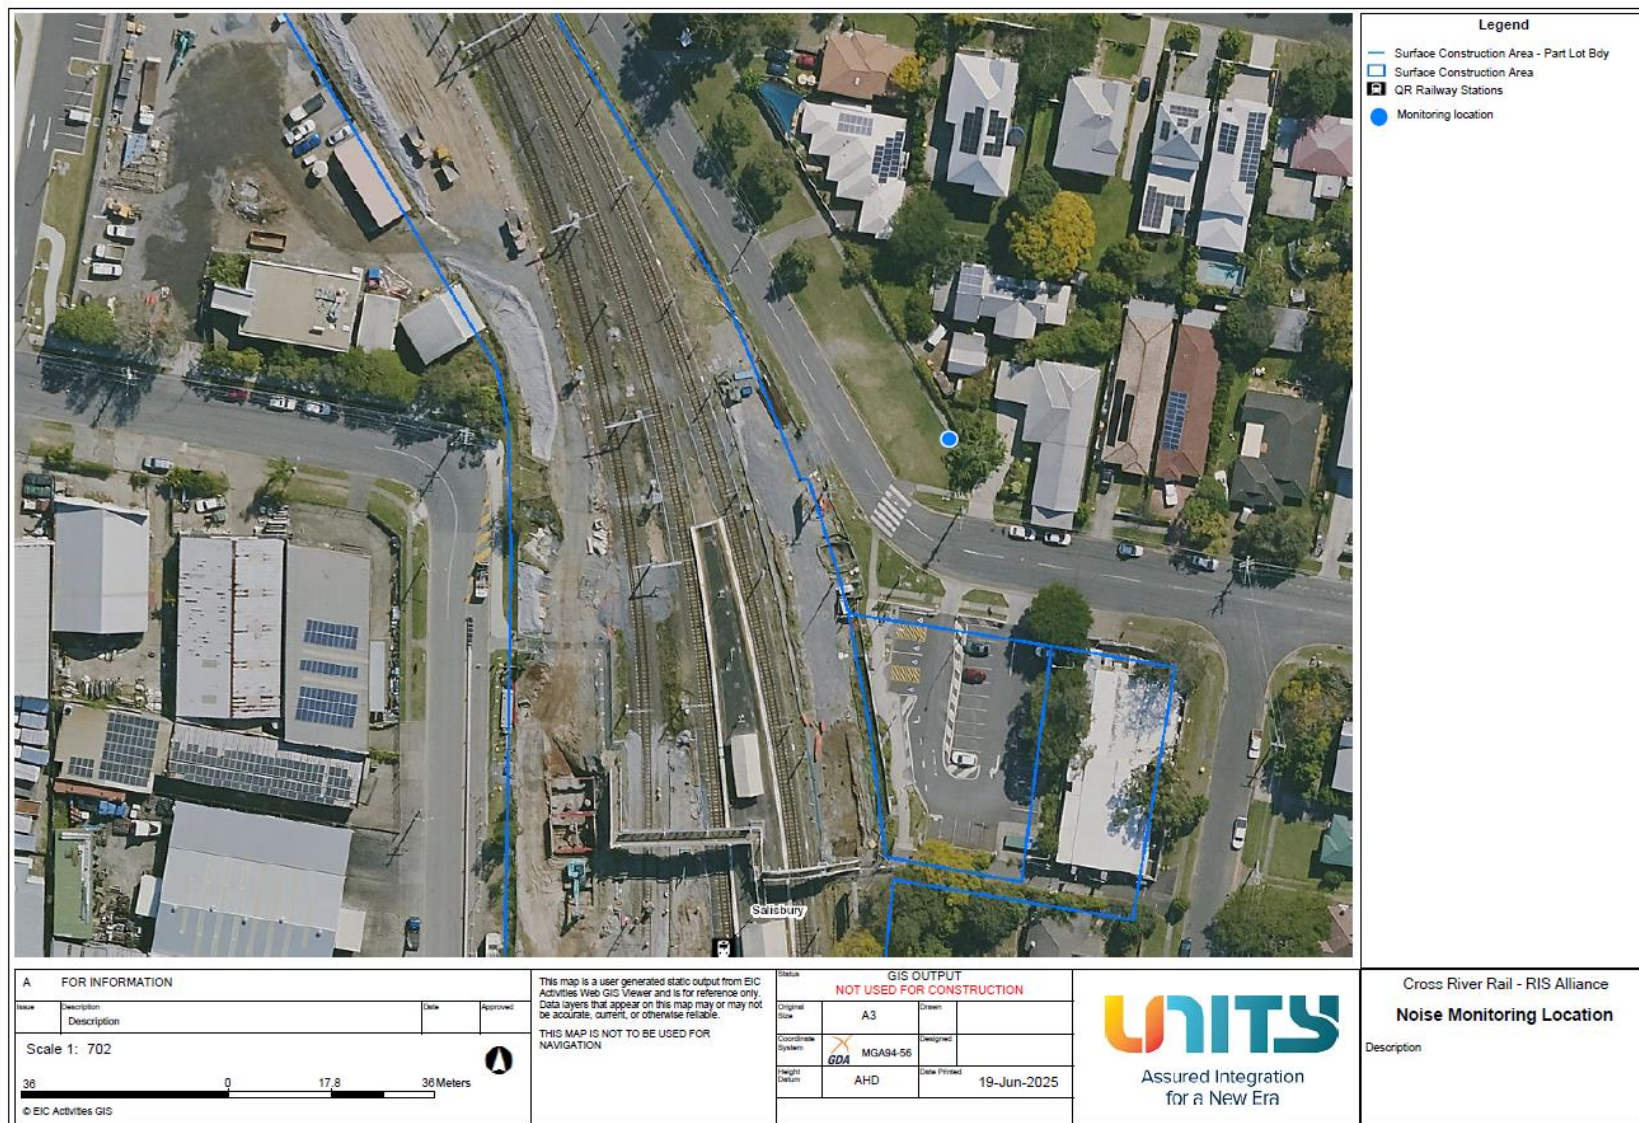 Legend
Surface Construction Area - Part Lot Bdy
Surface Construction Area
QR Railway Stations
Monitoring location
Salisbury
A FOR INFORMATION
Issue Description Date Approved
Description
Scale 1: 702
36 0 17.8 36 Meters
© EIC Activities GIS
This map is a user generated static output from EIC
Activities Web GIS Viewer and is for reference only.
Data layers that appear on this map may or may not
be accurate, current, or otherwise reliable.
THIS MAP IS NOT TO BE USED FOR
NAVIGATION
Status
GIS OUTPUT
NOT USED FOR CONSTRUCTION
Original Size A3 Drawn
Coordinate System GDA MGA94-56 Designed
Height Datum AHD Date Printed 19-Jun-2025
UNITY
Assured Integration
for a New Era
Cross River Rail - RIS Alliance
Noise Monitoring Location
Description